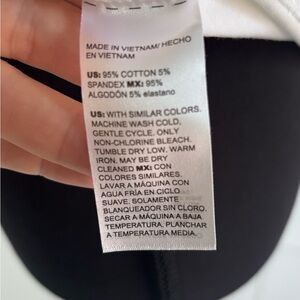 MADE IN VIETNAM/ HECHO
EN VIETNAM
US: 95% COTTON 5%
SPANDEX MX: 95%
ALGODÓN 5% elastano
US: WITH SIMILAR COLORS.
MACHINE WASH COLD,
GENTLE CYCLE. ONLY
NON-CHLORINE BLEACH.
TUMBLE DRY LOW. WARM
IRON. MAY BE DRY
CLEANED MX: CON
COLORES SIMILARES.
LAVAR A MÁQUINA CON
AGUA FRÍA EN CICLO
SUAVE. SOLAMENTE
BLANQUEADOR SIN CLORO.
SECAR A MÁQUINA A BAJA
TEMPERATURA, PLANCHAR
A TEMPERATURA MEDIA.